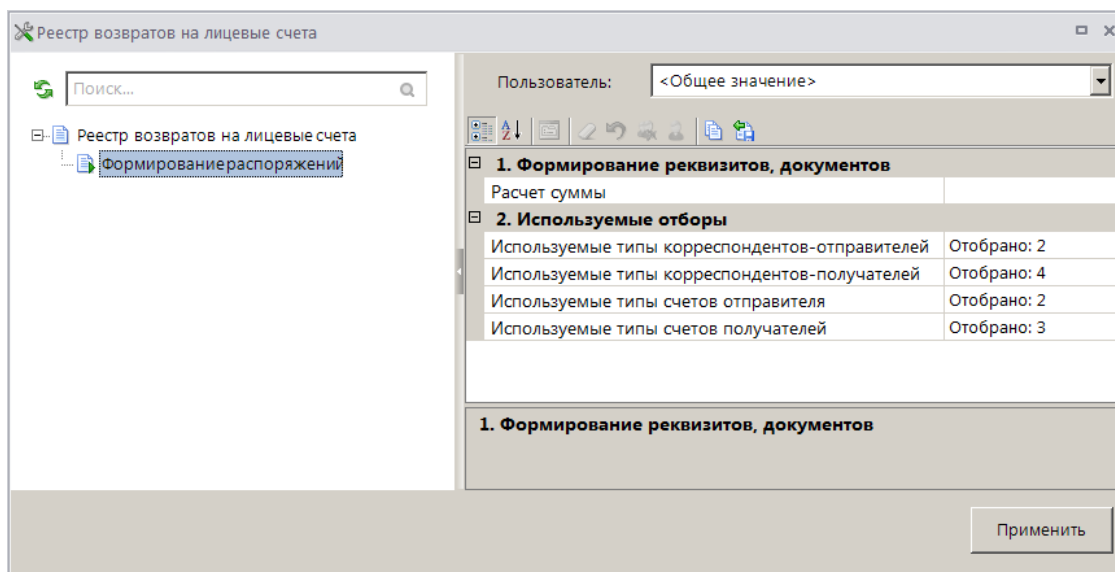 Реестр возвратов на лицевые счета
Поиск...
Реестр возвратов на лицевые счета
Формирование распоряжений
Пользователь: <Общее значение>
1. Формирование реквизитов, документов
Расчет суммы
2. Используемые отборы
Используемые типы корреспондентов-отправителей Отобрано: 2
Используемые типы корреспондентов-получателей Отобрано: 4
Используемые типы счетов отправителя Отобрано: 2
Используемые типы счетов получателей Отобрано: 3
1. Формирование реквизитов, документов
Применить